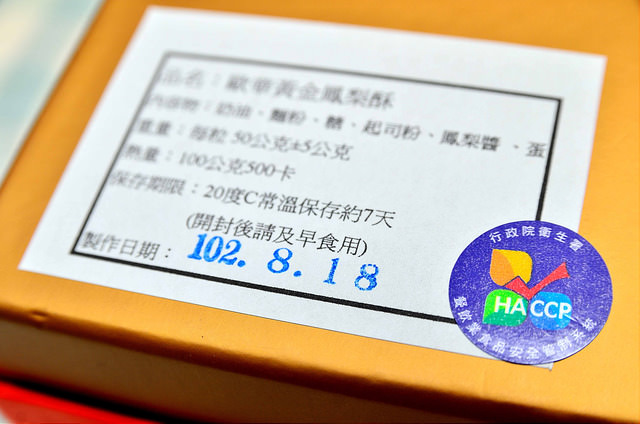 品名：歐華黃金鳳梨酥
內容物：奶油、麵粉、糖、起司粉、鳳梨醬、蛋
重量：每粒 50公克±5公克
熱量：100公克500卡
保存期限：20度C常溫保存約7天
(開封後請及早食用)
製作日期：102. 8. 18
行政院衛生署
HACCP
餐飲業食品安全管制系統